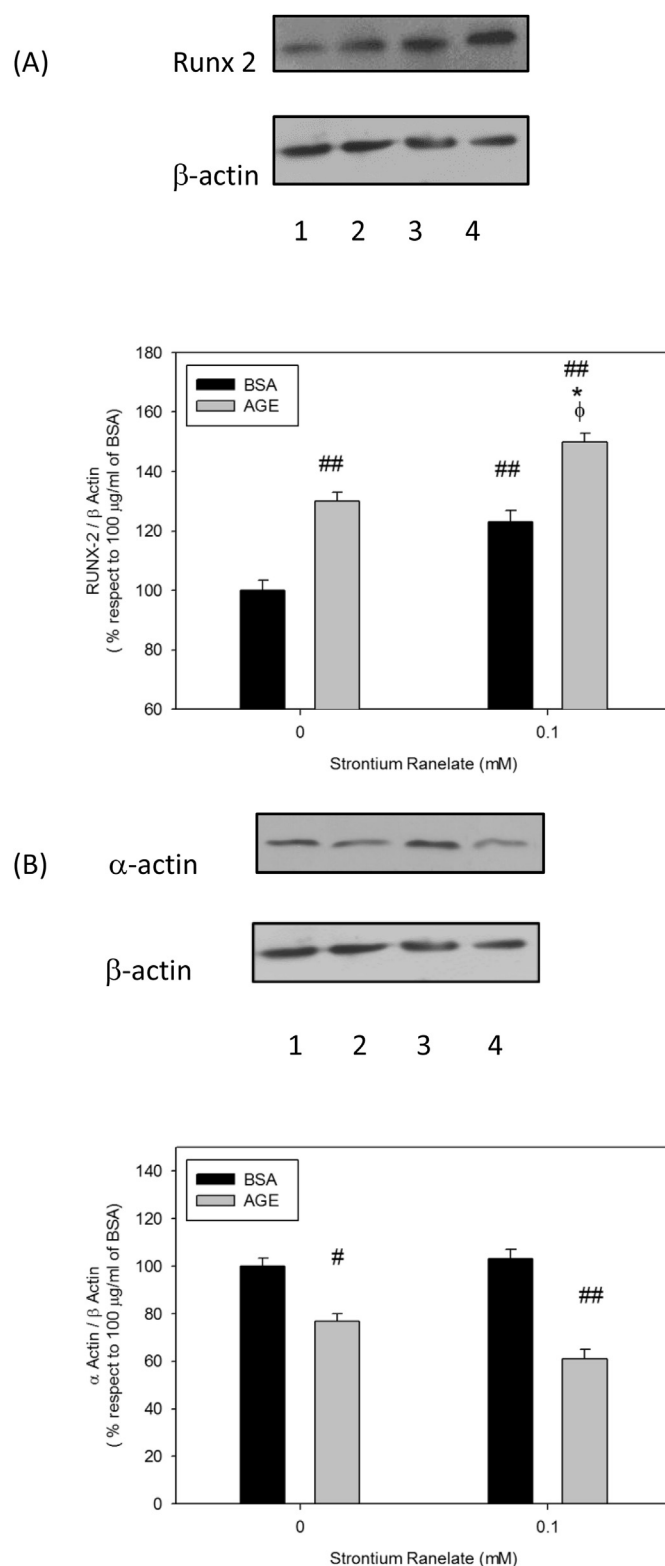 (A)
Runx 2
β-actin
1 2 3 4
180
160
140
120
100
80
60
RUNX-2 / β Actin
( % respect to 100 μg/ml of BSA)
BSA
AGE
##
##
##
*
ϕ
0 0.1
Strontium Ranelate (mM)
(B)
α-actin
β-actin
1 2 3 4
140
120
100
80
60
40
20
0
α Actin / β Actin
( % respect to 100 μg/ml of BSA)
BSA
AGE
#
##
0 0.1
Strontium Ranelate (mM)